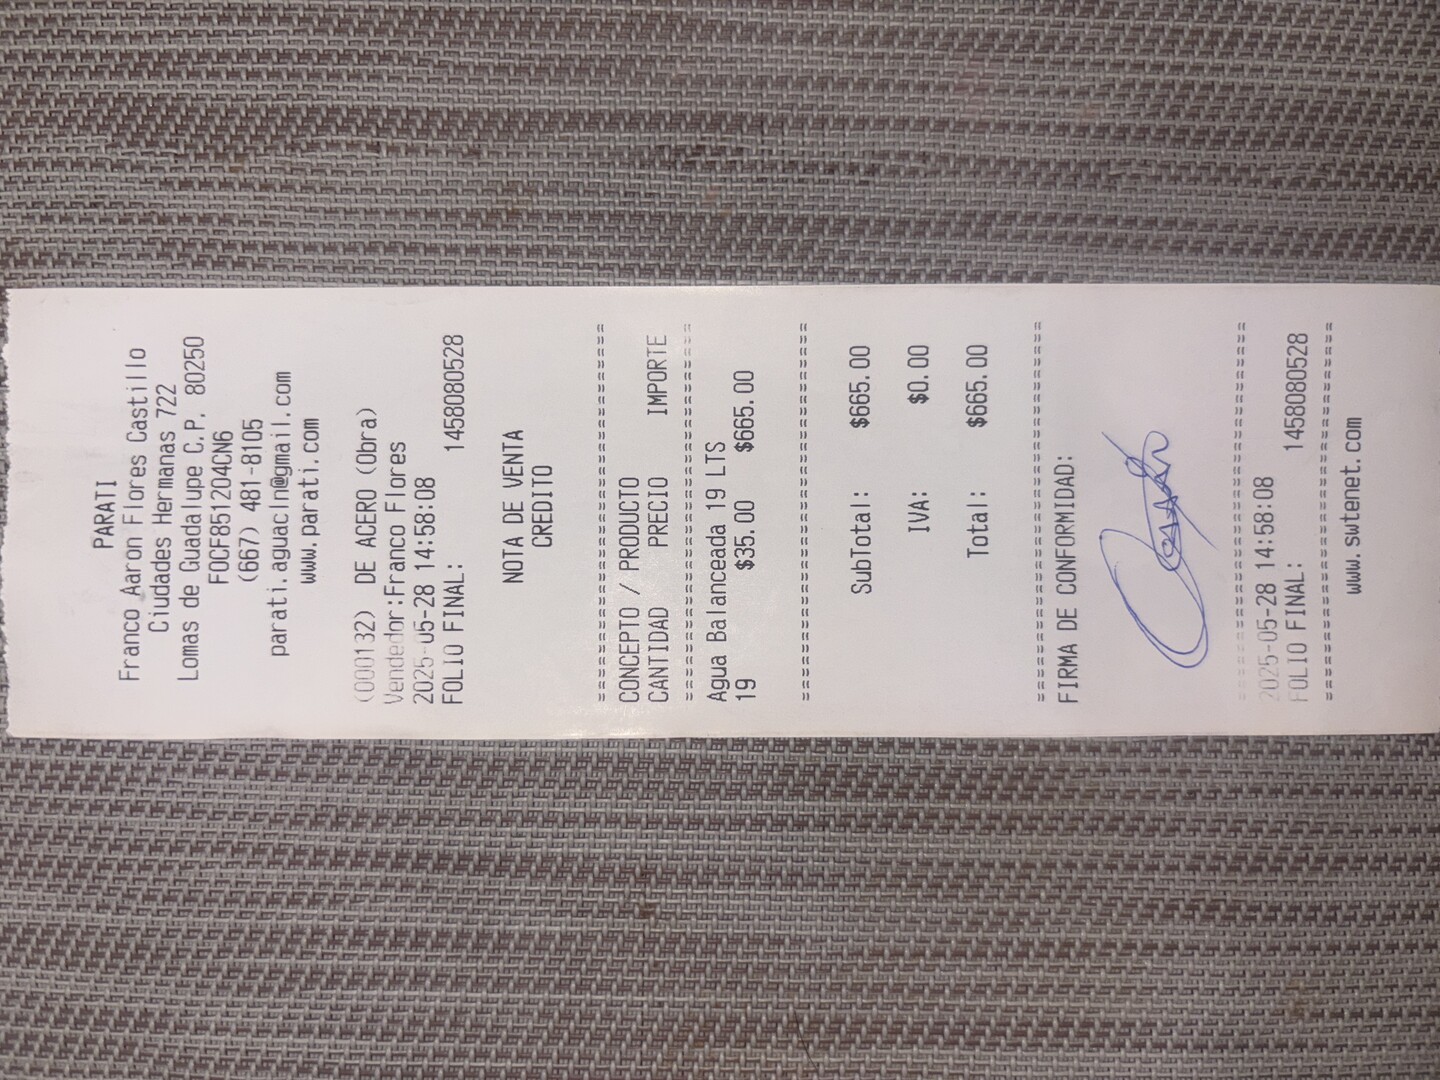 PARATI
Franco Aaron Flores Castillo
Ciudades Hermanas 722
Lomas de Guadalupe C.P. 80250
FOCF851204CN6
(667) 481-8105
parati.aguacln@gmail.com
www.parati.com
(000132) DE ACERO (Obra)
Vendedor:Franco Flores
2025-05-28 14:58:08
FOLIO FINAL: 1458080528
NOTA DE VENTA
CREDITO
================================
CONCEPTO / PRODUCTO
CANTIDAD PRECIO IMPORTE
================================
Agua Balanceada 19 LTS
19 $35.00 $665.00
================================
SubTotal: $665.00
IVA: $0.00
Total: $665.00
================================
FIRMA DE CONFORMIDAD:
================================
2025-05-28 14:58:08
FOLIO FINAL: 1458080528
================================
www.swtenet.com